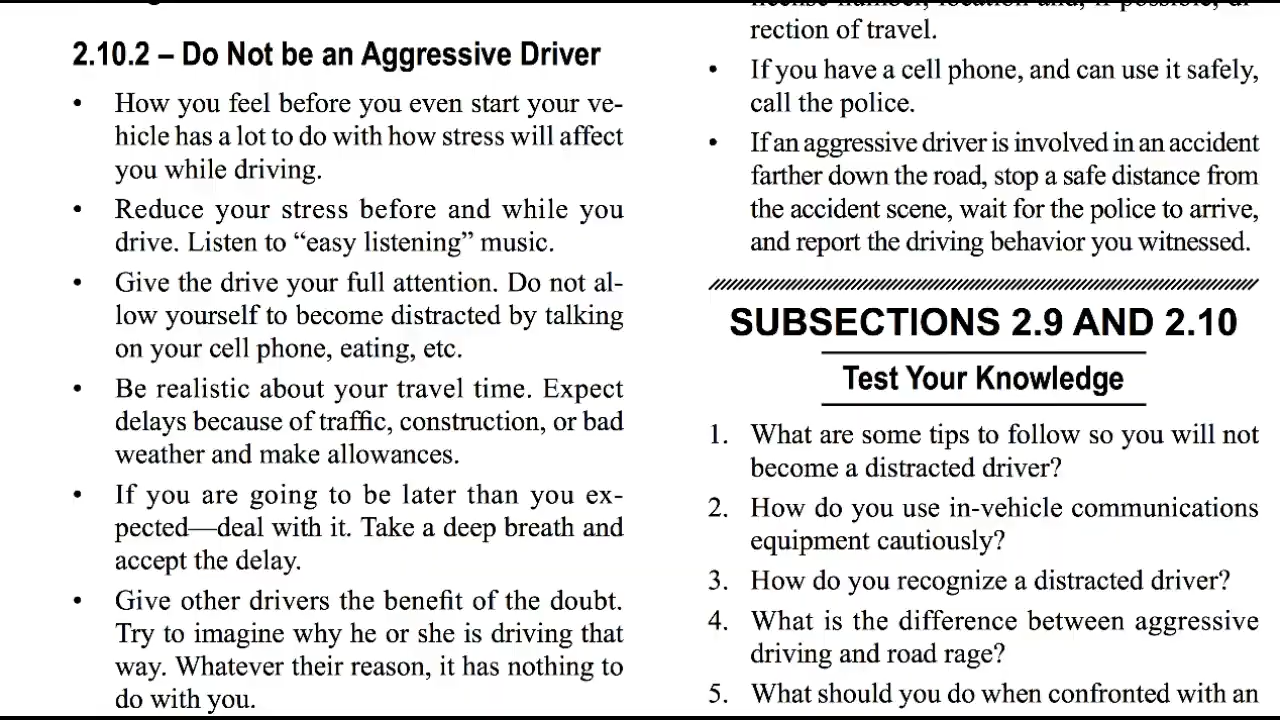 2.10.2 – Do Not be an Aggressive Driver
• How you feel before you even start your ve-
hicle has a lot to do with how stress will affect
you while driving.
• Reduce your stress before and while you
drive. Listen to “easy listening” music.
• Give the drive your full attention. Do not al-
low yourself to become distracted by talking
on your cell phone, eating, etc.
• Be realistic about your travel time. Expect
delays because of traffic, construction, or bad
weather and make allowances.
• If you are going to be later than you ex-
pected—deal with it. Take a deep breath and
accept the delay.
• Give other drivers the benefit of the doubt.
Try to imagine why he or she is driving that
way. Whatever their reason, it has nothing to
do with you.
license number, location and, if possible, di-
rection of travel.
• If you have a cell phone, and can use it safely,
call the police.
• If an aggressive driver is involved in an accident
farther down the road, stop a safe distance from
the accident scene, wait for the police to arrive,
and report the driving behavior you witnessed.
SUBSECTIONS 2.9 AND 2.10
Test Your Knowledge
1. What are some tips to follow so you will not
become a distracted driver?
2. How do you use in-vehicle communications
equipment cautiously?
3. How do you recognize a distracted driver?
4. What is the difference between aggressive
driving and road rage?
5. What should you do when confronted with an